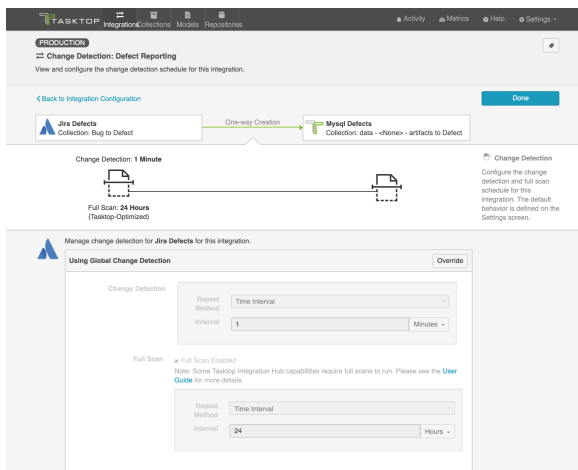 TASKTOP
Integrations
Collections
Models
Repositories
Activity
Metrics
Help
Settings
PRODUCTION
Change Detection: Defect Reporting
View and configure the change detection schedule for this integration.
Back to Integration Configuration
Done
Jira Defects
Collection: Bug to Defect
One-way Creation
Mysql Defects
Collection: data - <None> - artifacts to Defect
Change Detection: 1 Minute
Full Scan: 24 Hours
(Tasktop-Optimized)
Change Detection
Configure the change
detection and full scan
schedule for this
integration. The default
behavior is defined on the
Settings screen.
Manage change detection for Jira Defects for this integration.
Using Global Change Detection
Override
Change Detection
Repeat
Method
Time Interval
Interval
1
Minutes
Full Scan
Full Scan Enabled
Note: Some Tasktop Integration Hub capabilities require full scans to run. Please see the User
Guide for more details.
Repeat
Method
Time Interval
Interval
24
Hours